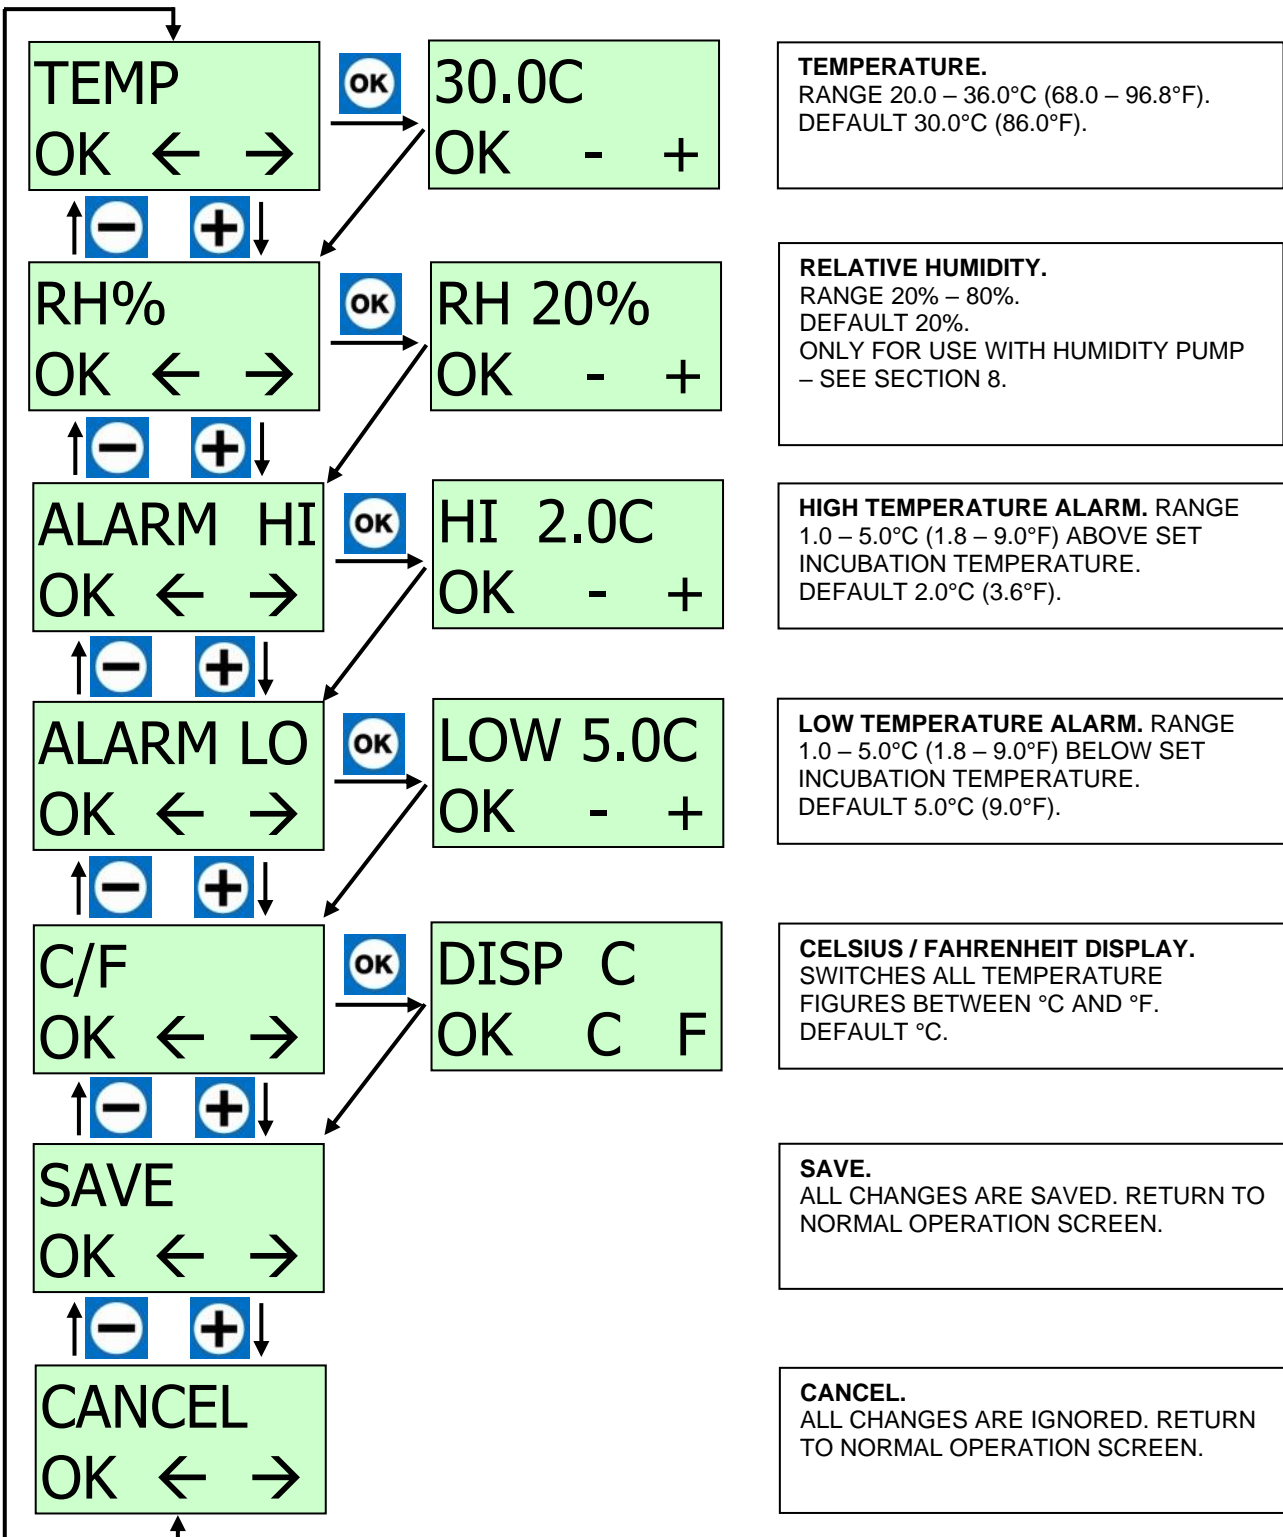 TEMP
OK ← →
OK
30.0C
OK - +
TEMPERATURE.
RANGE 20.0 – 36.0°C (68.0 – 96.8°F).
DEFAULT 30.0°C (86.0°F).
− +
RH%
OK ← →
OK
RH 20%
OK - +
RELATIVE HUMIDITY.
RANGE 20% – 80%.
DEFAULT 20%.
ONLY FOR USE WITH HUMIDITY PUMP
– SEE SECTION 8.
− +
ALARM HI
OK ← →
OK
HI 2.0C
OK - +
HIGH TEMPERATURE ALARM. RANGE
1.0 – 5.0°C (1.8 – 9.0°F) ABOVE SET
INCUBATION TEMPERATURE.
DEFAULT 2.0°C (3.6°F).
− +
ALARM LO
OK ← →
OK
LOW 5.0C
OK - +
LOW TEMPERATURE ALARM. RANGE
1.0 – 5.0°C (1.8 – 9.0°F) BELOW SET
INCUBATION TEMPERATURE.
DEFAULT 5.0°C (9.0°F).
− +
C/F
OK ← →
OK
DISP C
OK C F
CELSIUS / FAHRENHEIT DISPLAY.
SWITCHES ALL TEMPERATURE
FIGURES BETWEEN °C AND °F.
DEFAULT °C.
− +
SAVE
OK ← →
SAVE.
ALL CHANGES ARE SAVED. RETURN TO
NORMAL OPERATION SCREEN.
− +
CANCEL
OK ← →
CANCEL.
ALL CHANGES ARE IGNORED. RETURN
TO NORMAL OPERATION SCREEN.